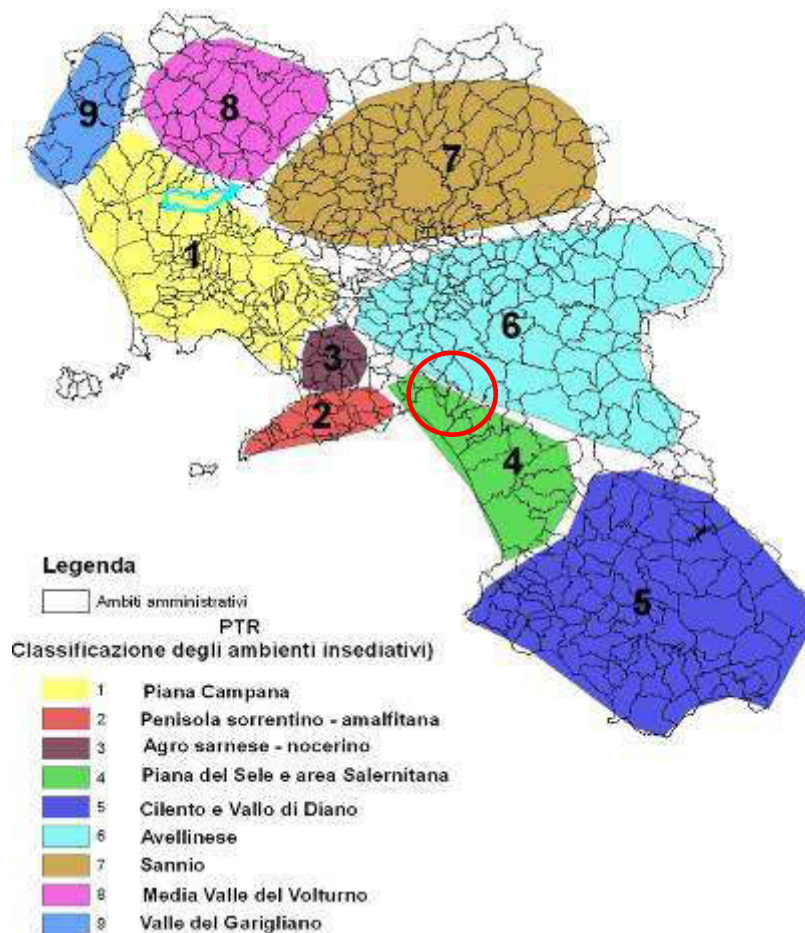 9
8
7
1
6
3
2
4
5
Legenda
Ambiti amministrativi
PTR
Classificazione degli ambienti insediativi)
1 Piana Campana
2 Penisola sorrentino - amalfitana
3 Agro sarnese - nocerino
4 Piana del Sele e area Salernitana
5 Cilento e Vallo di Diano
6 Avellinese
7 Sannio
8 Media Valle del Volturno
9 Valle del Garigliano